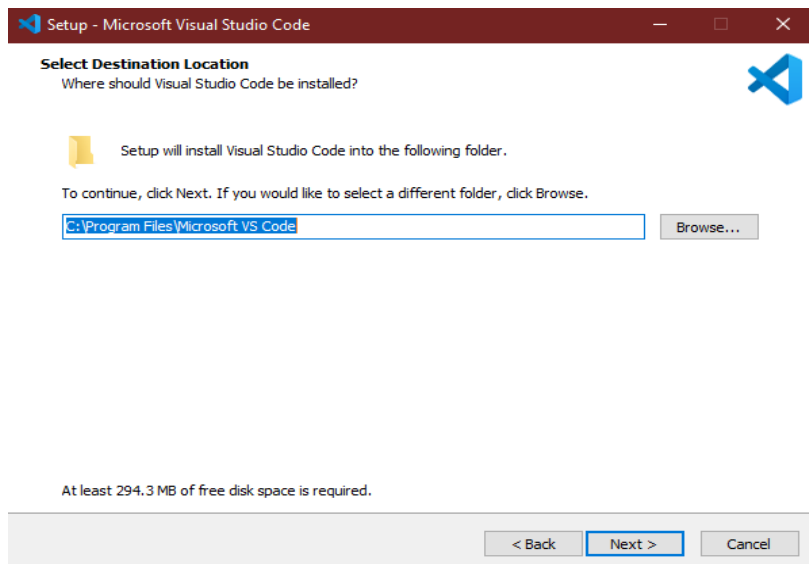 Setup - Microsoft Visual Studio Code
Select Destination Location
Where should Visual Studio Code be installed?
Setup will install Visual Studio Code into the following folder.
To continue, click Next. If you would like to select a different folder, click Browse.
C:\Program Files\Microsoft VS Code
Browse...
At least 294.3 MB of free disk space is required.
< Back
Next >
Cancel